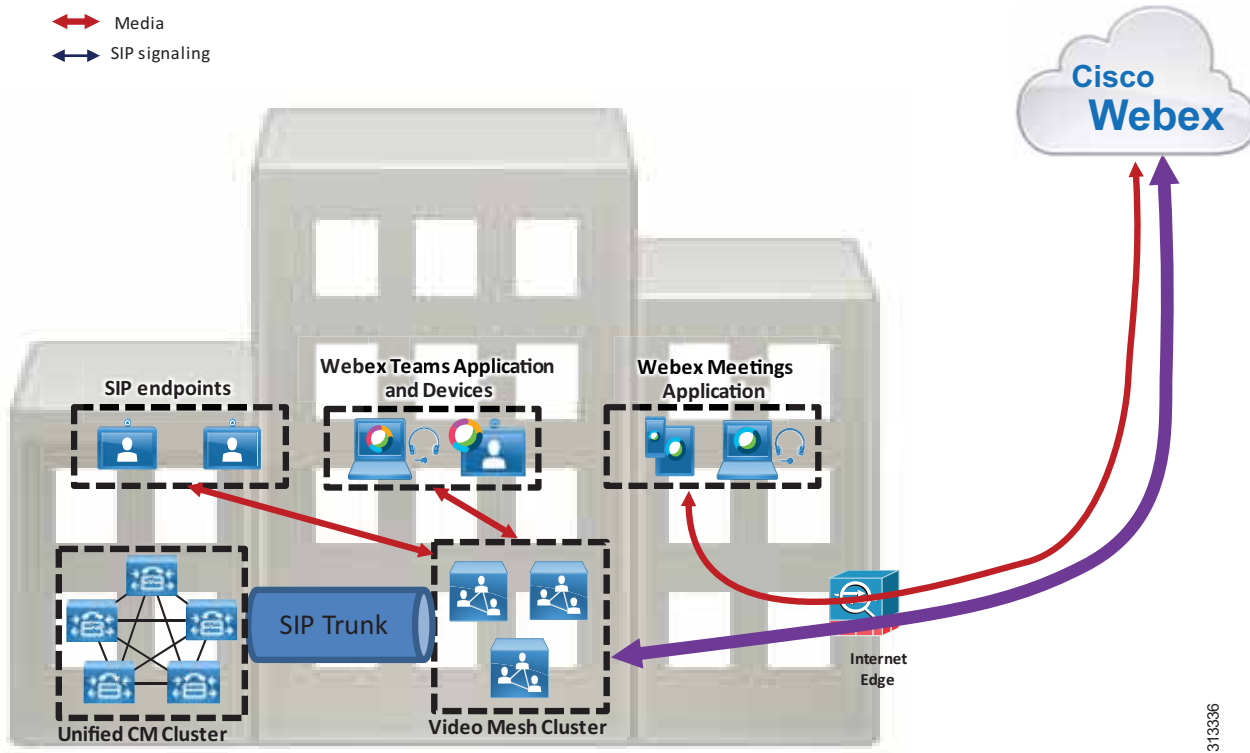 Media
SIP signaling
Cisco
Webex
SIP endpoints
Webex Teams Application
and Devices
Webex Meetings
Application
SIP Trunk
Internet
Edge
Unified CM Cluster
Video Mesh Cluster
313336